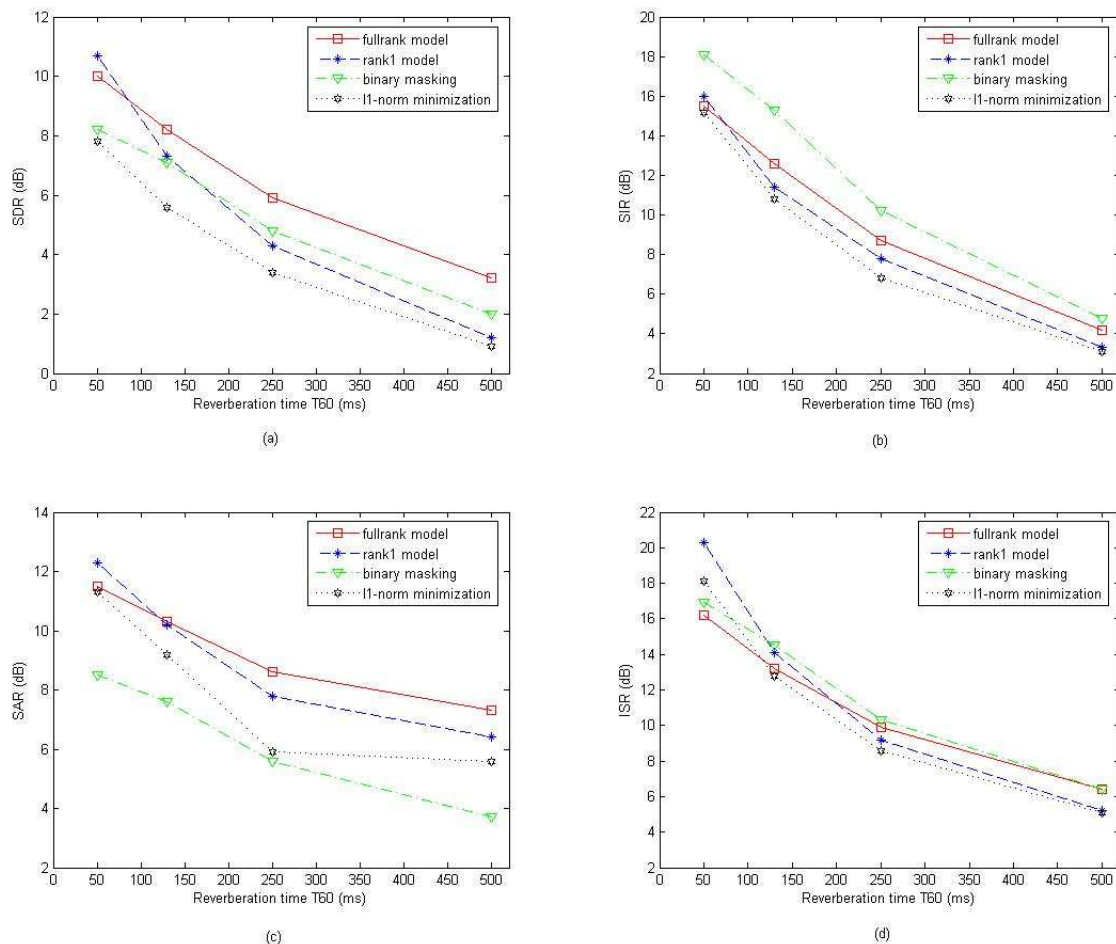 12
10
8
6
4
2
0
SDR (dB)
fullrank model
rank1 model
binary masking
l1-norm minimization
0 50 100 150 200 250 300 350 400 450 500
Reverberation time T60 (ms)
(a)
20
18
16
14
12
10
8
6
4
2
SIR (dB)
fullrank model
rank1 model
binary masking
l1-norm minimization
0 50 100 150 200 250 300 350 400 450 500
Reverberation time T60 (ms)
(b)
14
12
10
8
6
4
2
SAR (dB)
fullrank model
rank1 model
binary masking
l1-norm minimization
0 50 100 150 200 250 300 350 400 450 500
Reverberation time T60 (ms)
(c)
22
20
18
16
14
12
10
8
6
4
2
ISR (dB)
fullrank model
rank1 model
binary masking
l1-norm minimization
0 50 100 150 200 250 300 350 400 450 500
Reverberation time T60 (ms)
(d)